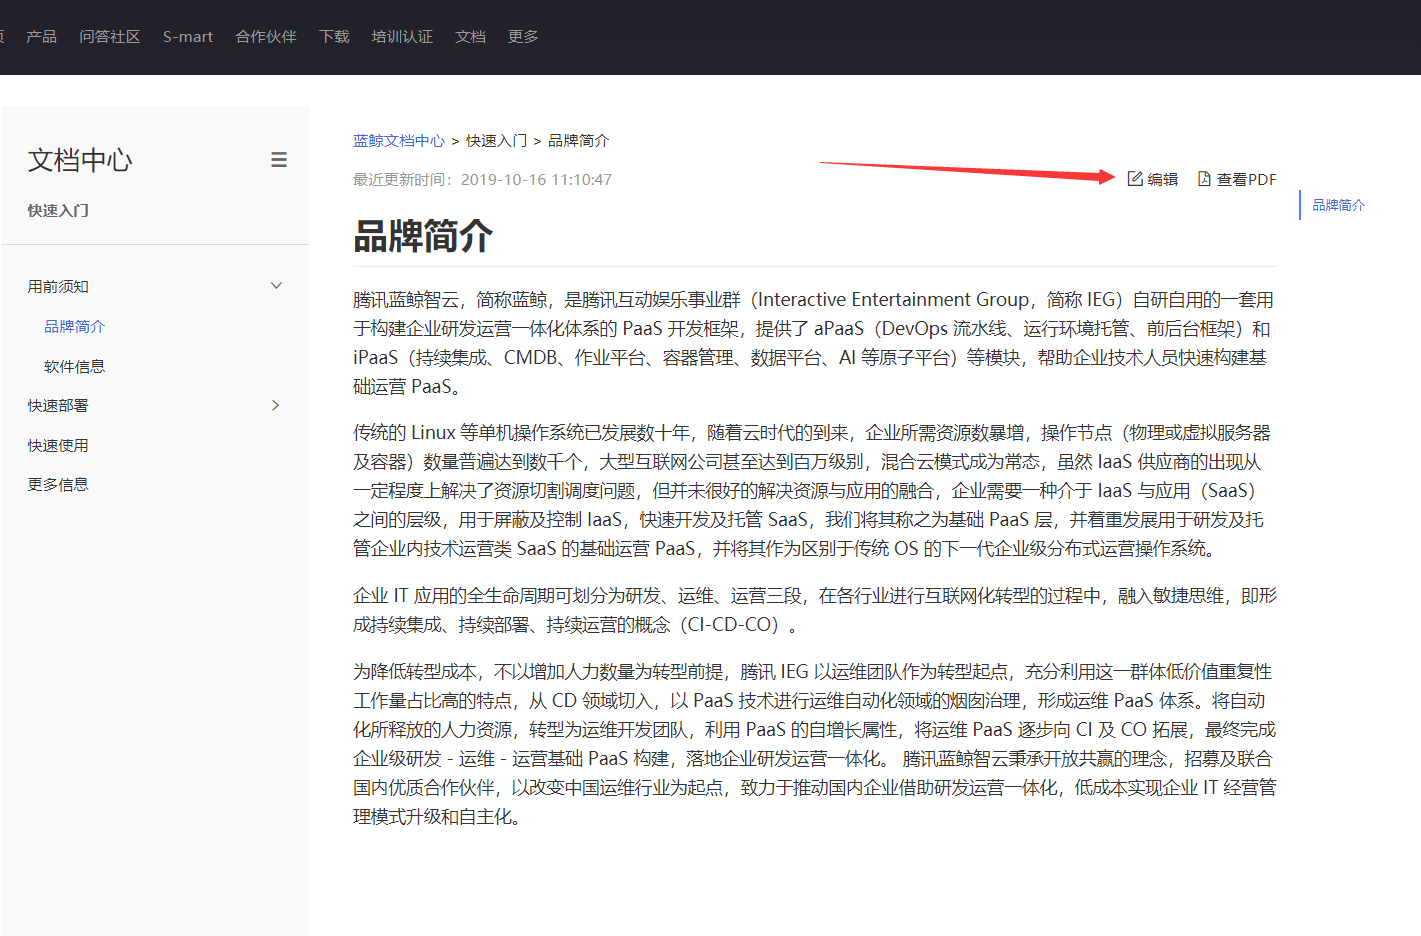 产品 问答社区 S-mart 合作伙伴 下载 培训认证 文档 更多
文档中心
快速入门
用前须知
品牌简介
软件信息
快速部署
快速使用
更多信息
蓝鲸文档中心 > 快速入门 > 品牌简介
最近更新时间：2019-10-16 11:10:47
编辑 查看PDF
品牌简介
品牌简介
腾讯蓝鲸智云，简称蓝鲸，是腾讯互动娱乐事业群（Interactive Entertainment Group，简称 IEG）自研自用的一套用
于构建企业研发运营一体化体系的 PaaS 开发框架，提供了 aPaaS（DevOps 流水线、运行环境托管、前后台框架）和
iPaaS（持续集成、CMDB、作业平台、容器管理、数据平台、AI 等原子平台）等模块，帮助企业技术人员快速构建基
础运营 PaaS。
传统的 Linux 等单机操作系统已发展数十年，随着云时代的到来，企业所需资源数暴增，操作节点（物理或虚拟服务器
及容器）数量普遍达到数千个，大型互联网公司甚至达到百万级别，混合云模式成为常态，虽然 IaaS 供应商的出现从
一定程度上解决了资源切割调度问题，但并未很好的解决资源与应用的融合，企业需要一种介于 IaaS 与应用（SaaS）
之间的层级，用于屏蔽及控制 IaaS，快速开发及托管 SaaS，我们将其称之为基础 PaaS 层，并着重发展用于研发及托
管企业内技术运营类 SaaS 的基础运营 PaaS，并将其作为区别于传统 OS 的下一代企业级分布式运营操作系统。
企业 IT 应用的全生命周期可划分为研发、运维、运营三段，在各行业进行互联网化转型的过程中，融入敏捷思维，即形
成持续集成、持续部署、持续运营的概念（CI-CD-CO）。
为降低转型成本，不以增加人力数量为转型前提，腾讯 IEG 以运维团队作为转型起点，充分利用这一群体低价值重复性
工作量占比高的特点，从 CD 领域切入，以 PaaS 技术进行运维自动化领域的烟囱治理，形成运维 PaaS 体系。将自动
化所释放的人力资源，转型为运维开发团队，利用 PaaS 的自增长属性，将运维 PaaS 逐步向 CI 及 CO 拓展，最终完成
企业级研发 - 运维 - 运营基础 PaaS 构建，落地企业研发运营一体化。 腾讯蓝鲸智云秉承开放共赢的理念，招募及联合
国内优质合作伙伴，以改变中国运维行业为起点，致力于推动国内企业借助研发运营一体化，低成本实现企业 IT 经营管
理模式升级和自主化。